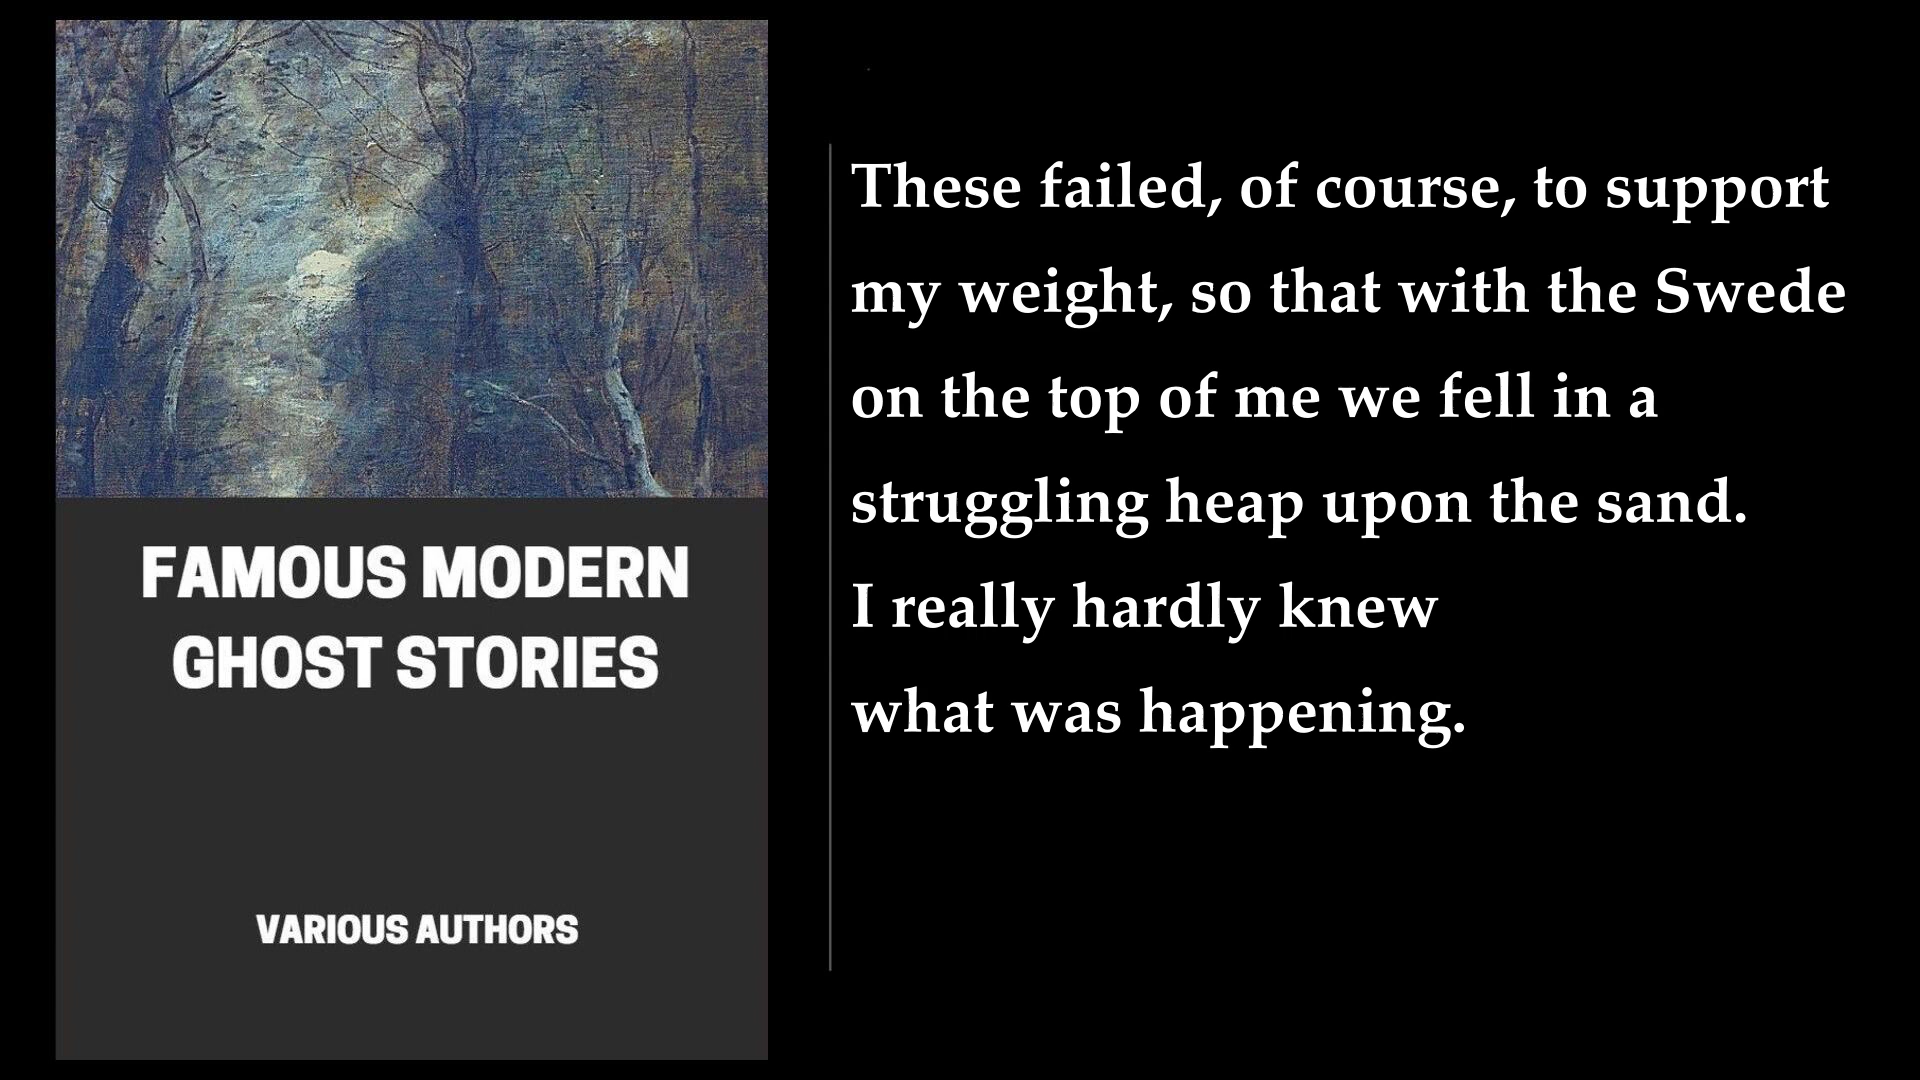 FAMOUS MODERN
GHOST STORIES
VARIOUS AUTHORS
These failed, of course, to support
my weight, so that with the Swede
on the top of me we fell in a
struggling heap upon the sand.
I really hardly knew
what was happening.